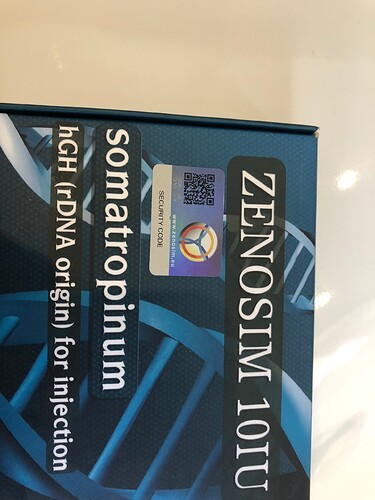 ZENOSIM 10IU
www.zenosim.eu
SECURITY CODE
somatropinum
hGH (rDNA origin) for injection